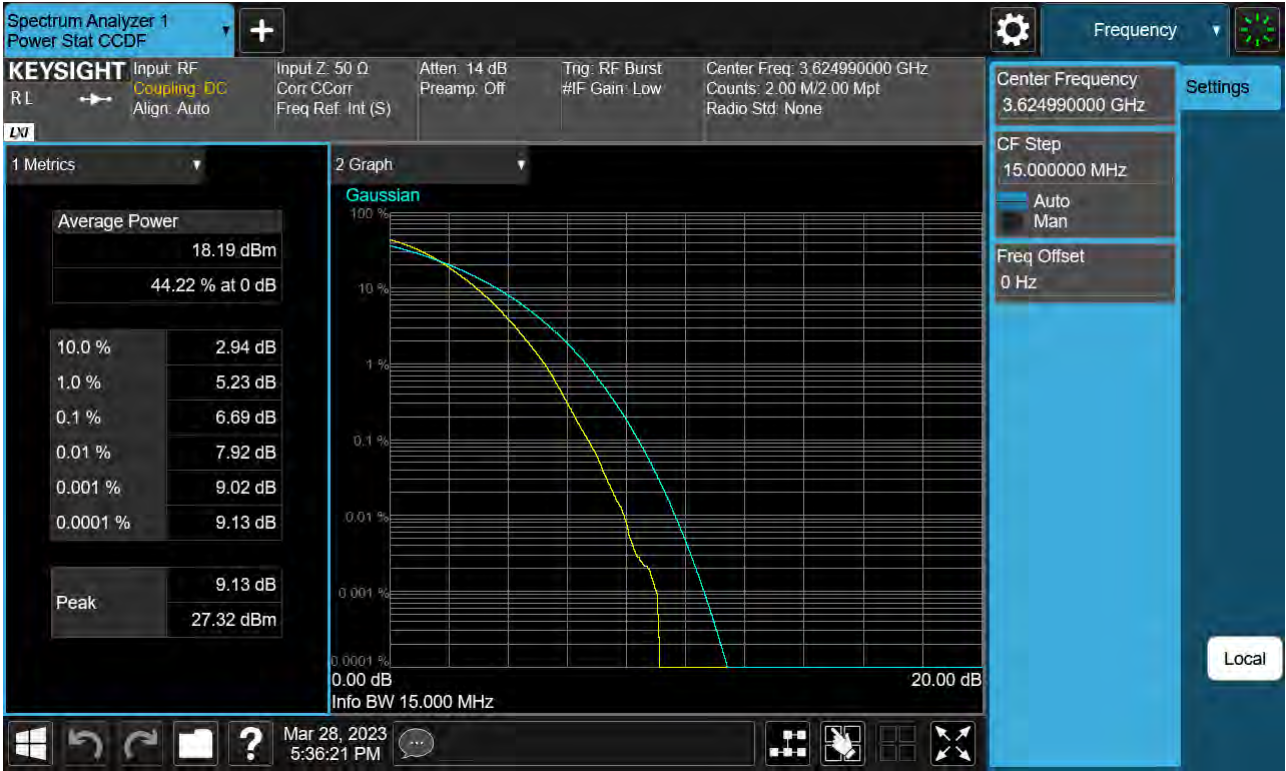 Spectrum Analyzer 1
Power Stat CCDF
Frequency
KEYSIGHT
R L
LXI
Input: RF
Coupling: DC
Align: Auto
Input Z: 50 Ω
Corr CCorr
Freq Ref: Int (S)
Atten: 14 dB
Preamp: Off
Trig: RF Burst
#IF Gain: Low
Center Freq: 3.624990000 GHz
Counts: 2.00 M/2.00 Mpt
Radio Std: None
Center Frequency
3.624990000 GHz
Settings
CF Step
15.000000 MHz
Auto
Man
Freq Offset
0 Hz
Local
1 Metrics
Average Power
18.19 dBm
44.22 % at 0 dB
10.0 % 2.94 dB
1.0 % 5.23 dB
0.1 % 6.69 dB
0.01 % 7.92 dB
0.001 % 9.02 dB
0.0001 % 9.13 dB
Peak
9.13 dB
27.32 dBm
2 Graph
Gaussian
100 %
10 %
1 %
0.1 %
0.01 %
0.001 %
0.0001 %
0.00 dB 20.00 dB
Info BW 15.000 MHz
?
Mar 28, 2023
5:36:21 PM